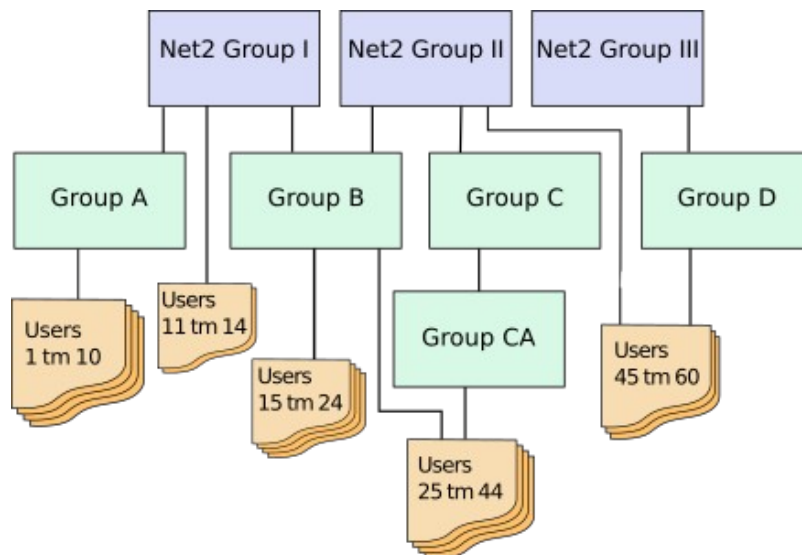 Net2 Group I
Net2 Group II
Net2 Group III
Group A
Group B
Group C
Group D
Users
1 tm 10
Users
11 tm 14
Group CA
Users
15 tm 24
Users
45 tm 60
Users
25 tm 44